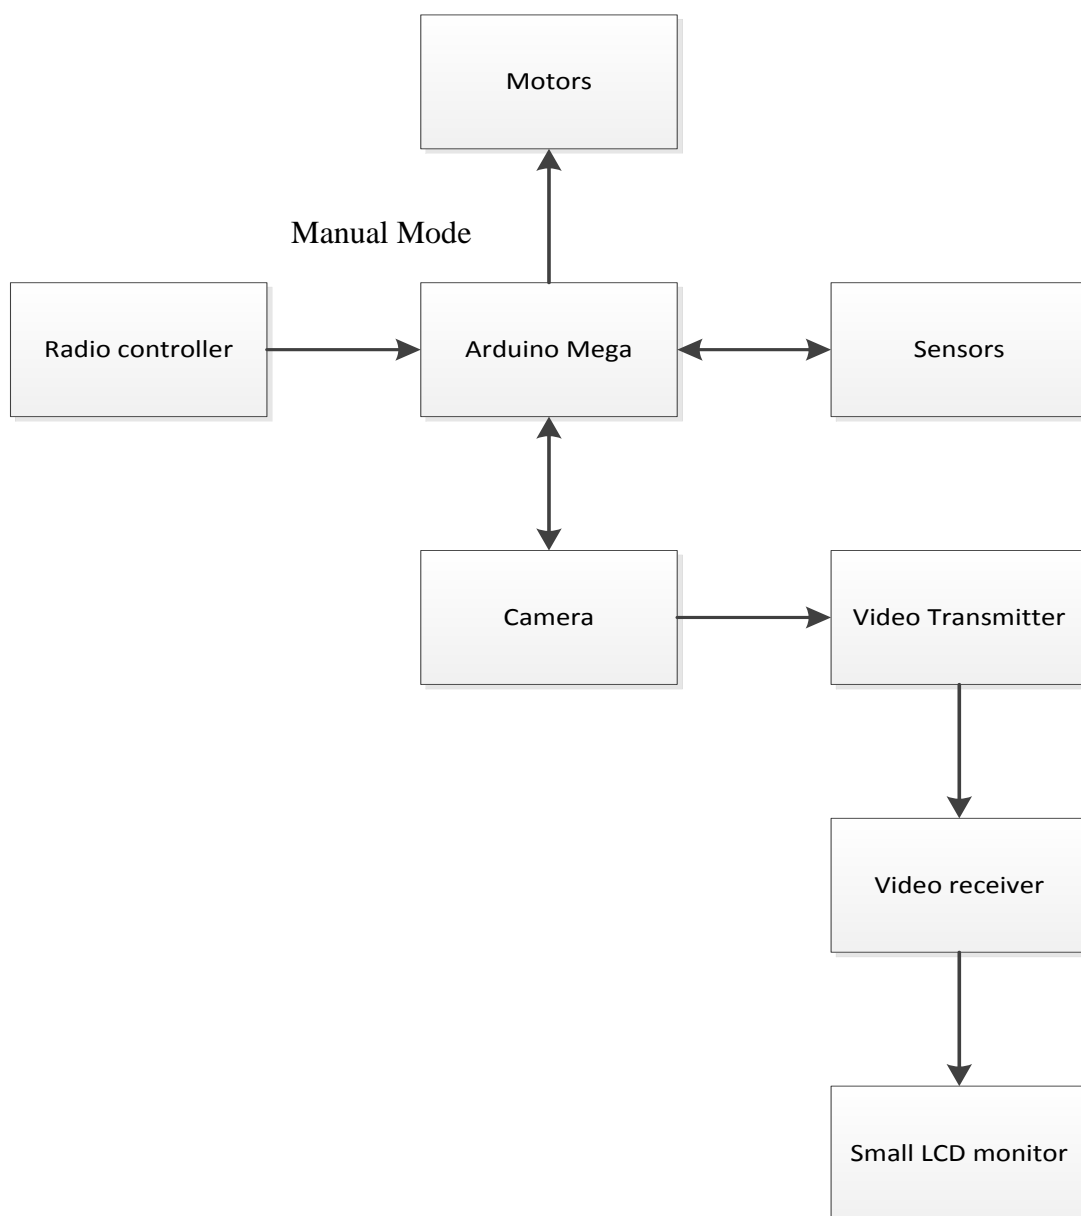 Motors
Manual Mode
Radio controller
Arduino Mega
Sensors
Camera
Video Transmitter
Video receiver
Small LCD monitor